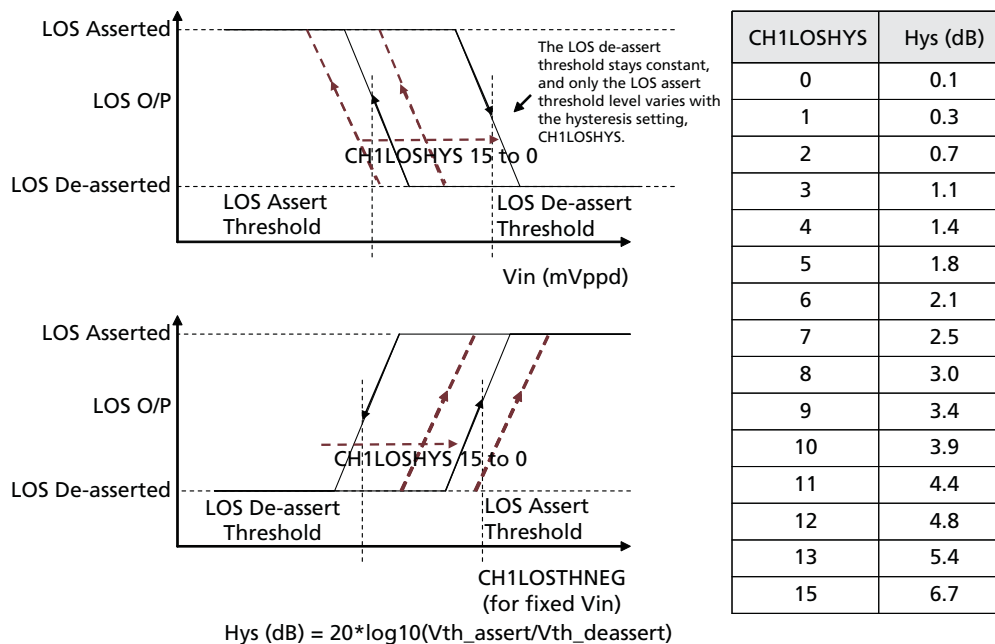 LOS Asserted
LOS O/P
LOS De-asserted
The LOS de-assert
threshold stays constant,
and only the LOS assert
threshold level varies with
the hysteresis setting,
CH1LOSHYS.
CH1LOSHYS 15 to 0
LOS Assert
Threshold
LOS De-assert
Threshold
Vin (mVppd)
LOS Asserted
LOS O/P
LOS De-asserted
CH1LOSHYS 15 to 0
LOS De-assert
Threshold
LOS Assert
Threshold
CH1LOSTHNEG
(for fixed Vin)
Hys (dB) = 20*log10(Vth_assert/Vth_deassert)
CH1LOSHYS Hys (dB)
0 0.1
1 0.3
2 0.7
3 1.1
4 1.4
5 1.8
6 2.1
7 2.5
8 3.0
9 3.4
10 3.9
11 4.4
12 4.8
13 5.4
15 6.7